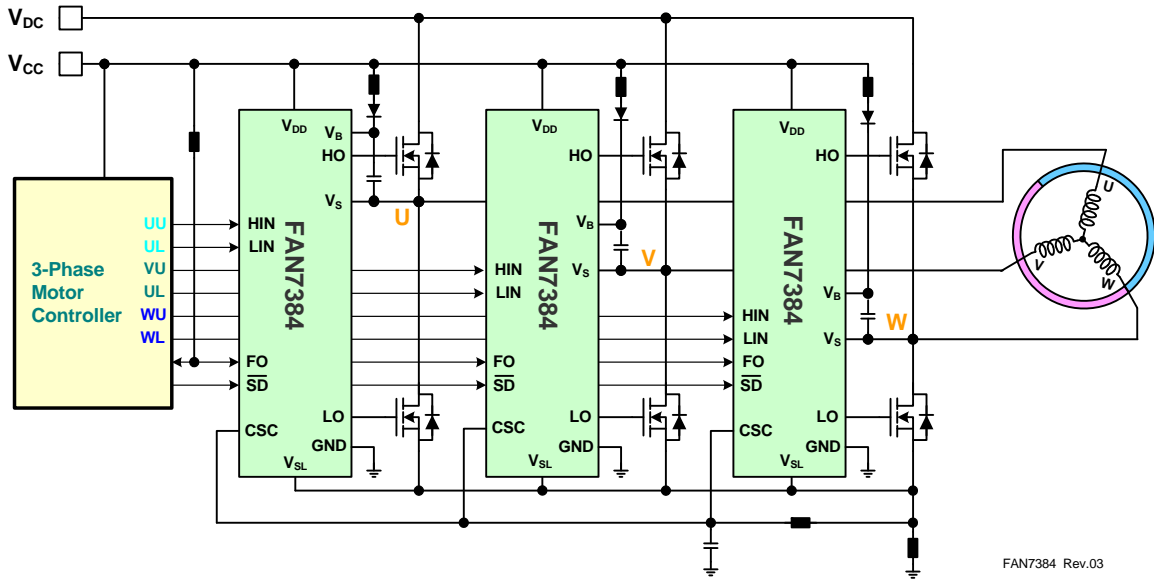 VDC
VCC
3-Phase
Motor
Controller
UU
UL
VU
UL
WU
WL
FAN7384
VDD
VB
HO
VS
HIN
LIN
FO
SD
CSC
LO
GND
VSL
U
FAN7384
VDD
HO
VB
VS
HIN
LIN
FO
SD
CSC
LO
GND
VSL
V
FAN7384
VDD
HO
VB
VS
HIN
LIN
FO
SD
CSC
LO
GND
VSL
W
U
V
W
FAN7384 Rev.03